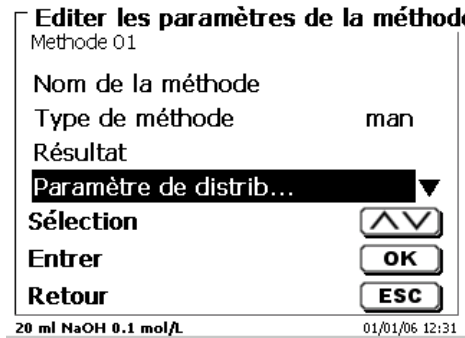 Editer les paramètres de la méthode
Methode 01
Nom de la méthode
Type de méthode man
Résultat
Paramètre de distrib...
Sélection
Entrer OK
Retour ESC
20 ml NaOH 0.1 mol/L 01/01/06 12:31